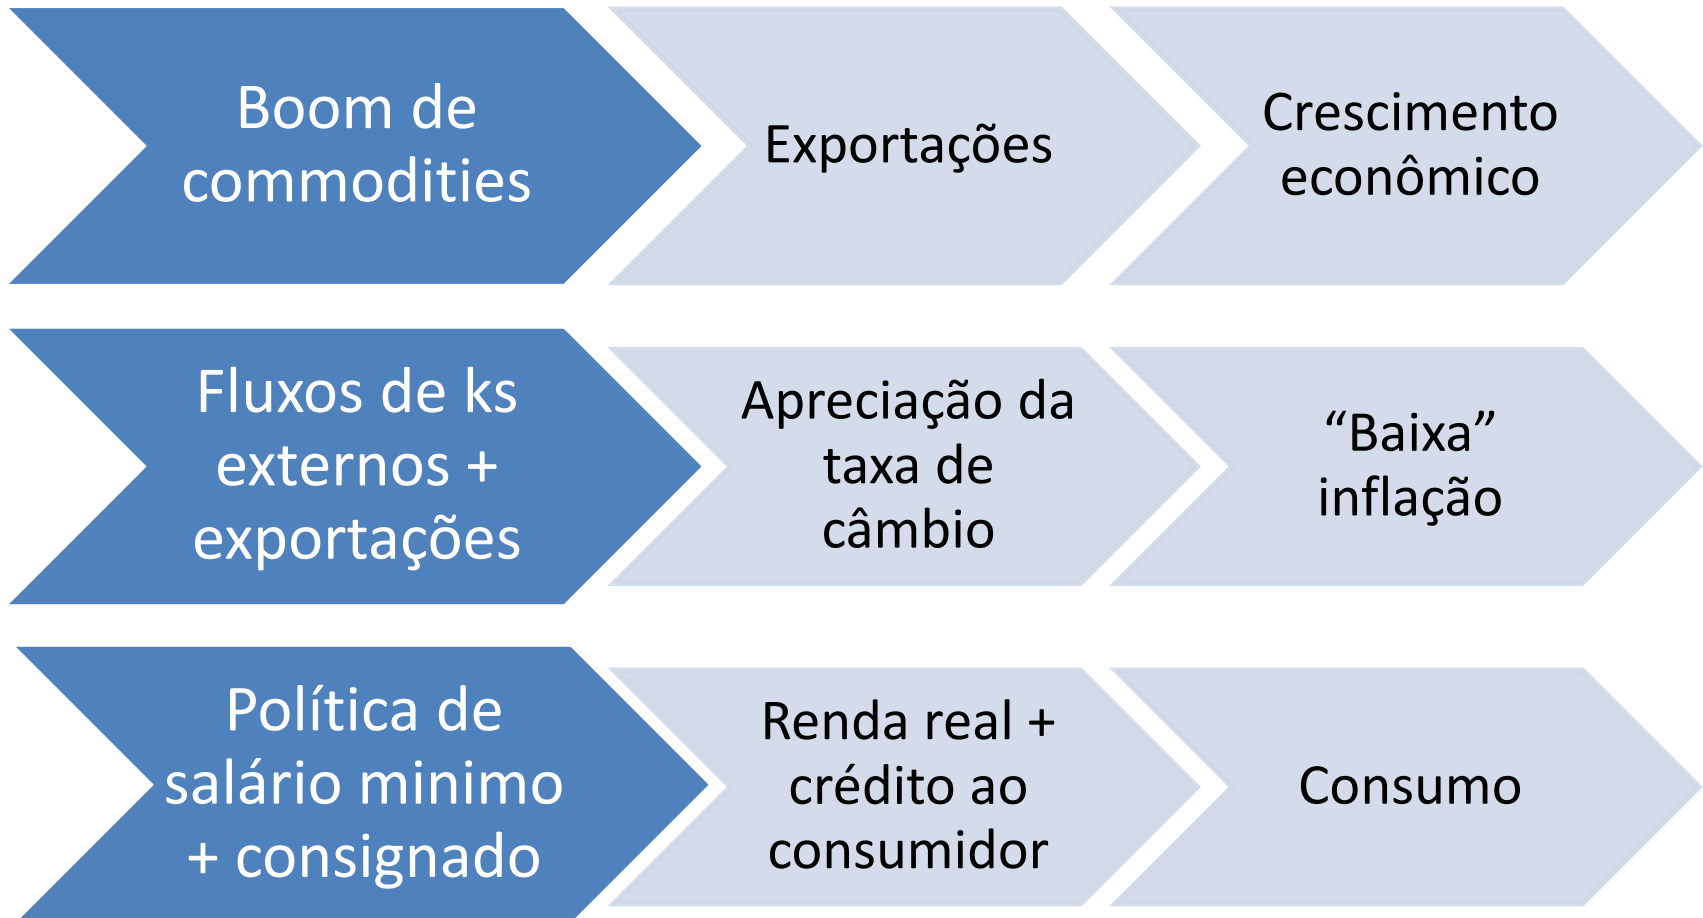 Boom de
commodities
Exportações
Crescimento
econômico
Fluxos de ks
externos +
exportações
Apreciação da
taxa de
câmbio
“Baixa”
inflação
Política de
salário minimo
+ consignado
Renda real +
crédito ao
consumidor
Consumo